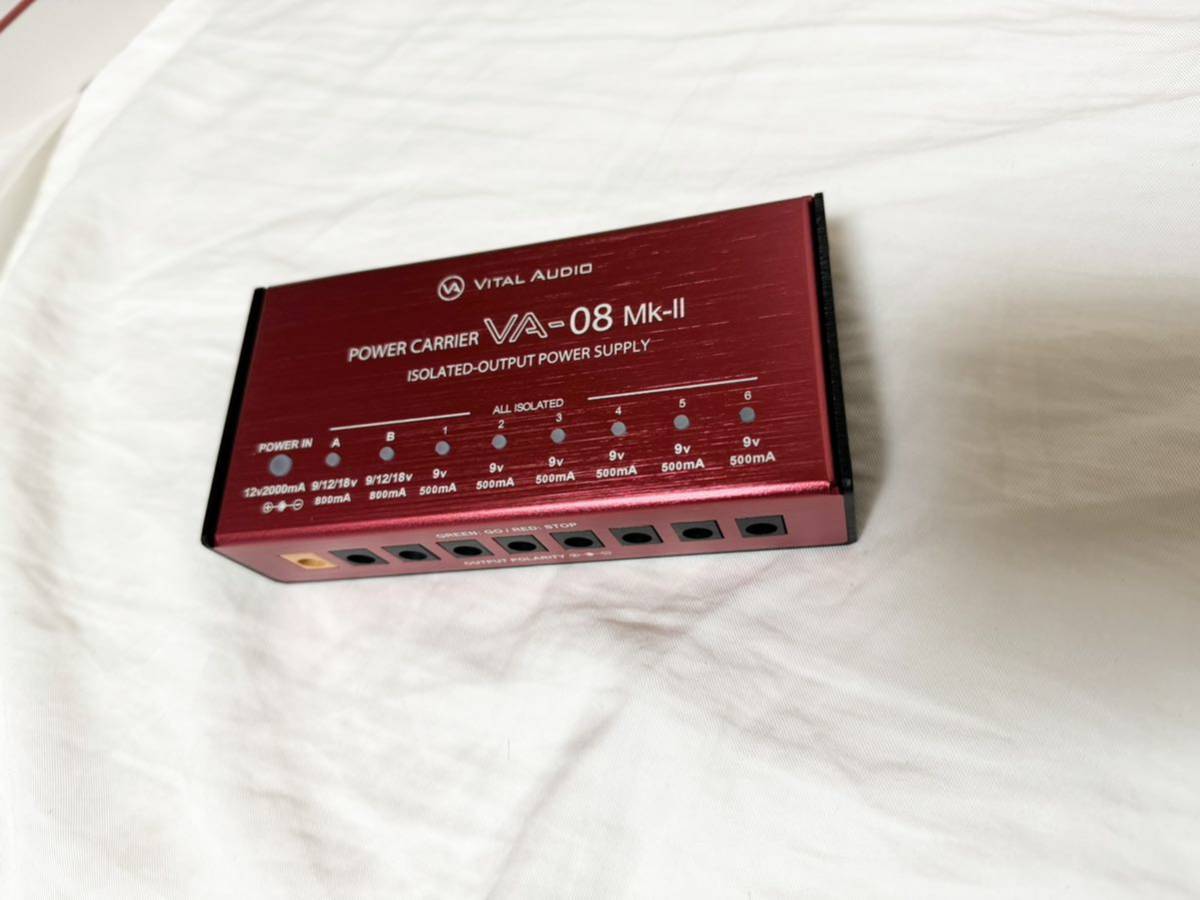 VA VITAL AUDIO
POWER CARRIER VA-08 Mk-II
ISOLATED-OUTPUT POWER SUPPLY
ALL ISOLATED
POWER IN A B 1 2 3 4 5 6
12v2000mA 9/12/18v 9/12/18v 9v 9v 9v 9v 9v 9v
800mA 800mA 500mA 500mA 500mA 500mA 500mA 500mA
GREEN: GO / RED: STOP
OUTPUT POLARITY